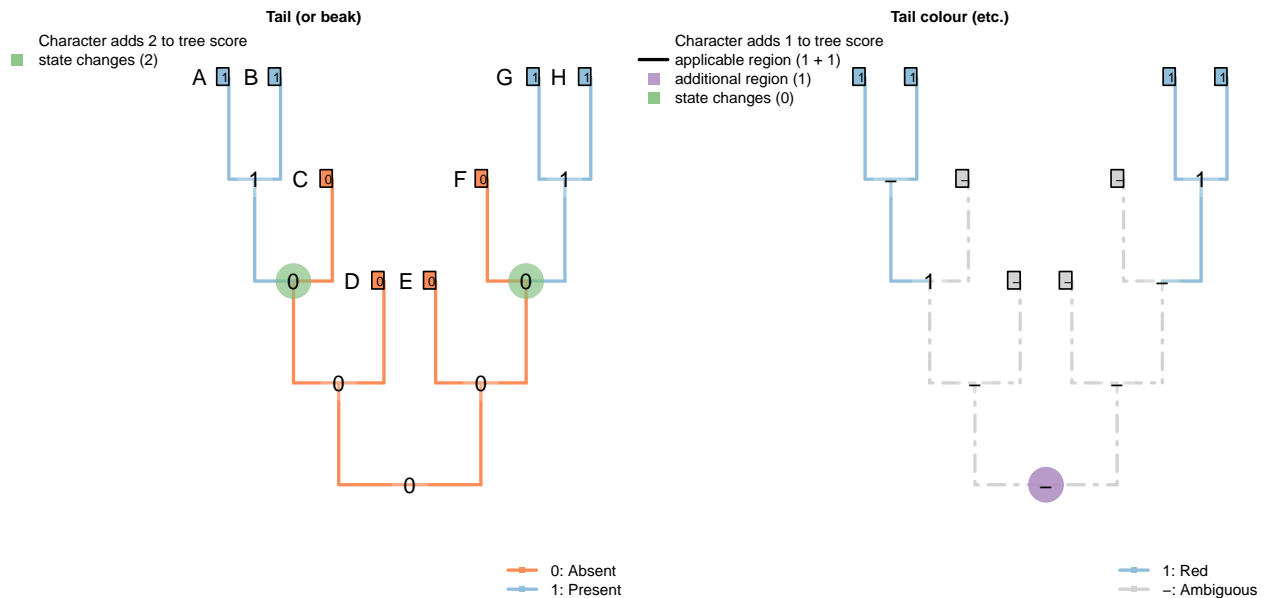 Tail (or beak)
Character adds 2 to tree score
state changes (2)
A 1 B 1 G 1 H 1
1 C 0 F 0 1
0 D 0 E 0 0
0 0
0
0: Absent
1: Present
Tail colour (etc.)
Character adds 1 to tree score
applicable region (1 + 1)
additional region (1)
state changes (0)
1 1 1 1
– – – 1
1 – – –
– –
–
1: Red
–: Ambiguous